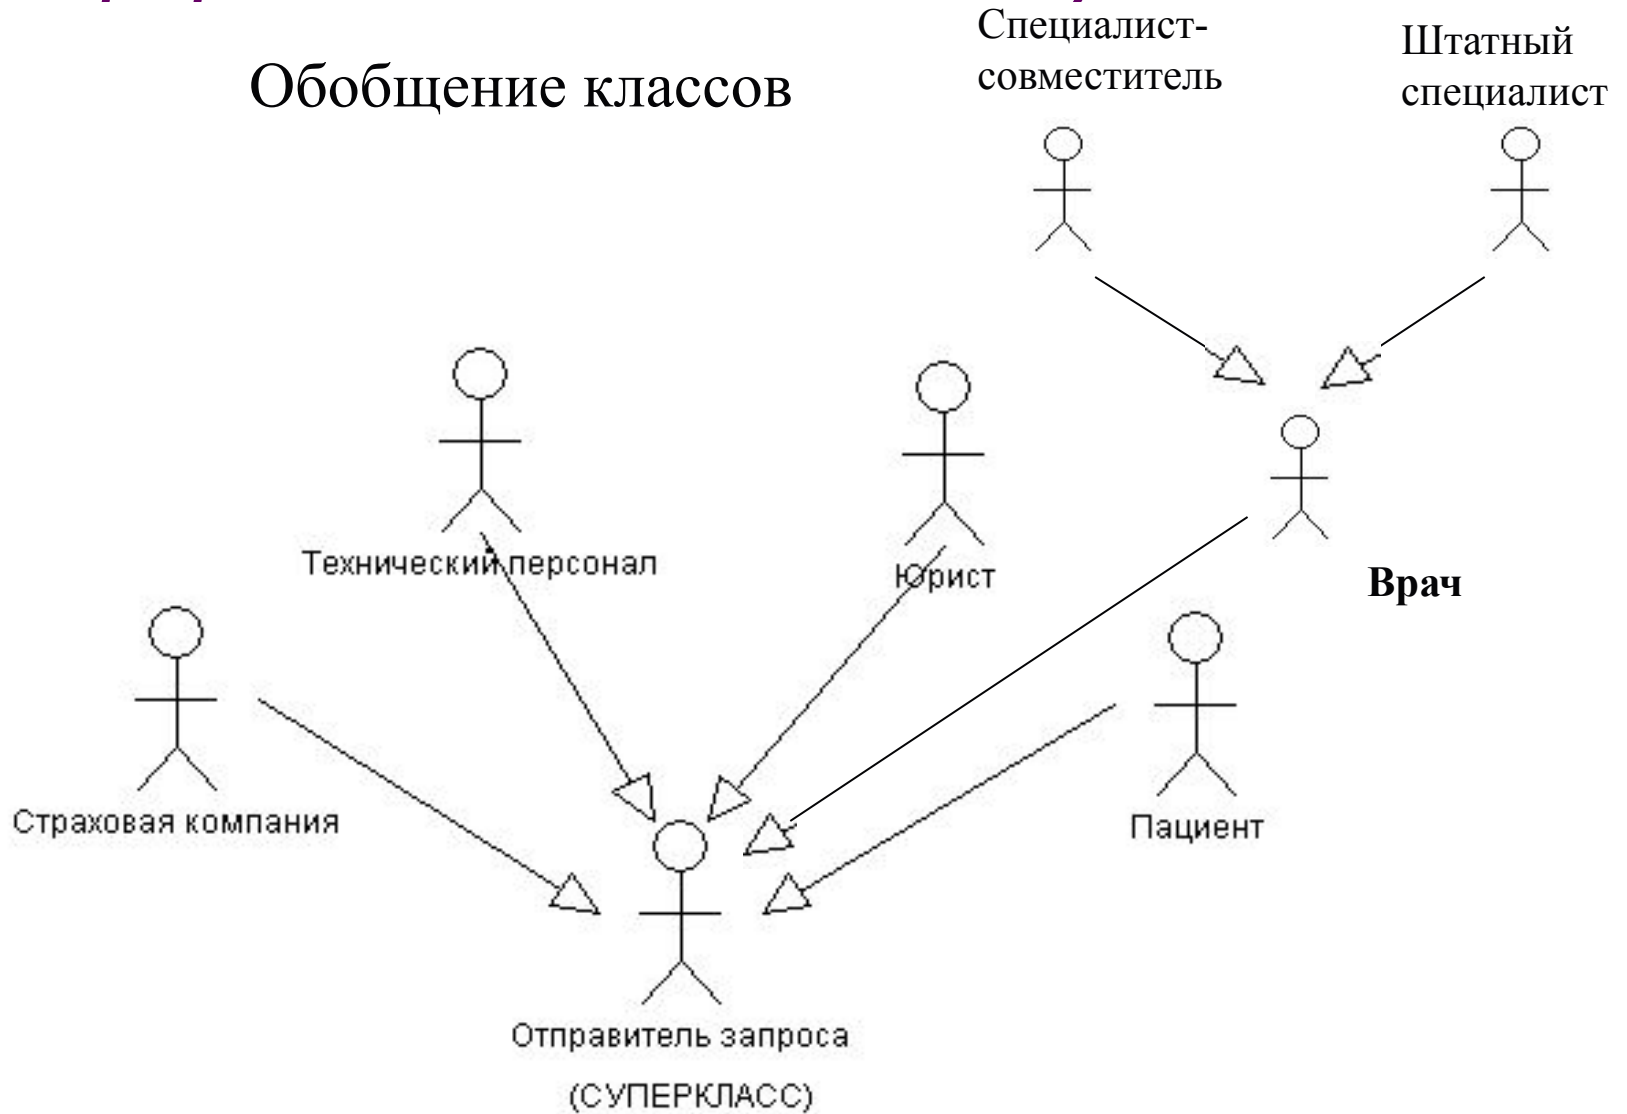 Специалист-
совместитель
Штатный
специалист
Обобщение классов
Технический персонал
Юрист
Врач
Страховая компания
Пациент
Отправитель запроса
(СУПЕРКЛАСС)